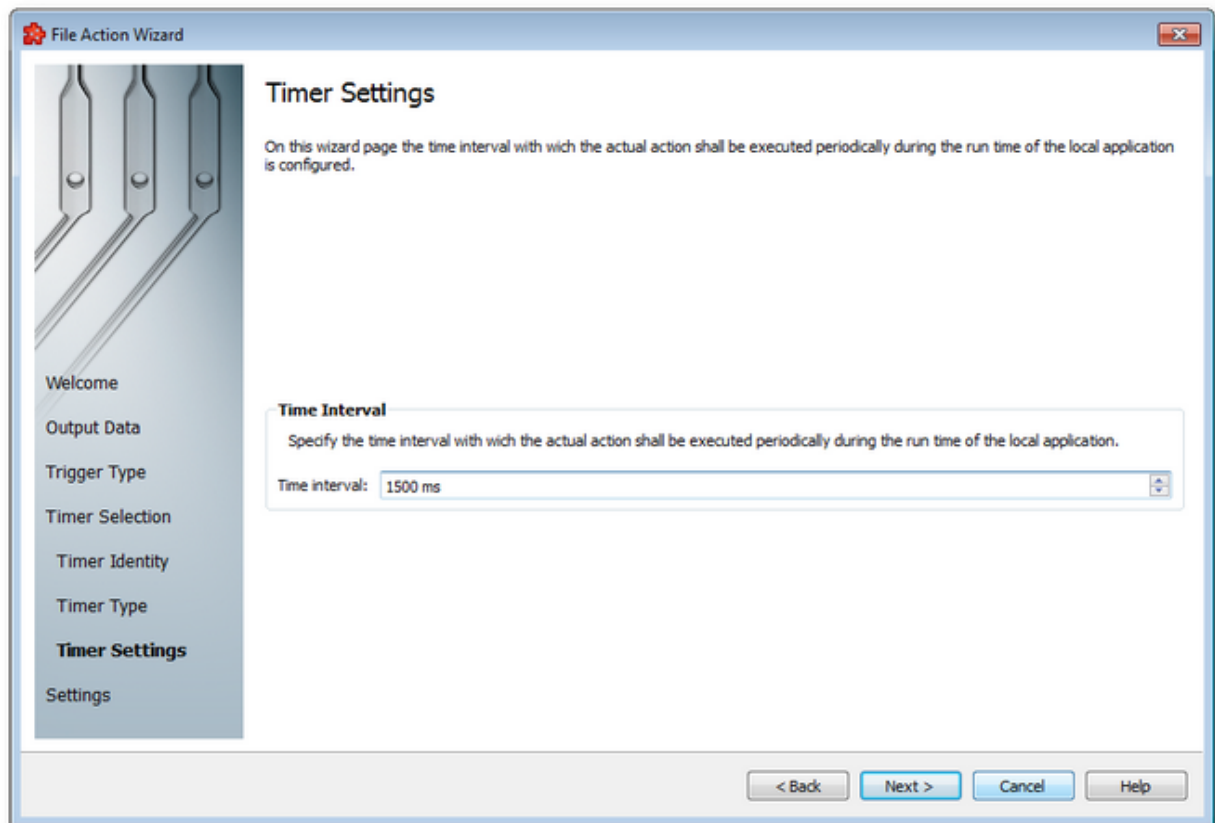 File Action Wizard
Timer Settings
On this wizard page the time interval with wich the actual action shall be executed periodically during the run time of the local application
is configured.
Welcome
Output Data
Trigger Type
Timer Selection
Timer Identity
Timer Type
Timer Settings
Settings
Time Interval
Specify the time interval with wich the actual action shall be executed periodically during the run time of the local application.
Time interval: 1500 ms
< Back Next > Cancel Help